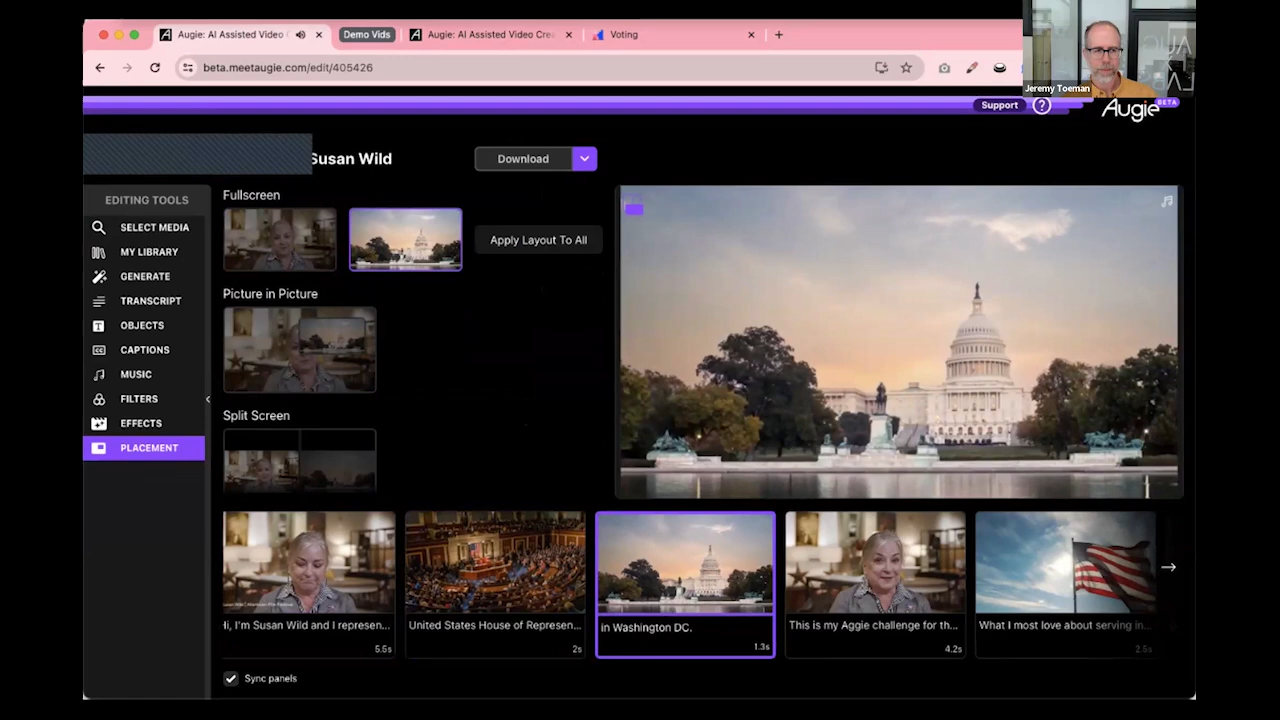 Augie: AI Assisted Video C
Demo Vids
Augie: AI Assisted Video Cre
Voting
beta.meetaugie.com/edit/405426
Jeremy Toeman
Support
?
Augie
BETA
Susan Wild
Download
EDITING TOOLS
SELECT MEDIA
MY LIBRARY
GENERATE
TRANSCRIPT
OBJECTS
CAPTIONS
MUSIC
FILTERS
EFFECTS
PLACEMENT
Fullscreen
Apply Layout To All
Picture in Picture
Split Screen
Hi, I'm Susan Wild and I represen...
5.5s
United States House of Represen...
2s
in Washington DC.
1.3s
This is my Aggie challenge for th...
4.2s
What I most love about serving in...
2.5s
Sync panels